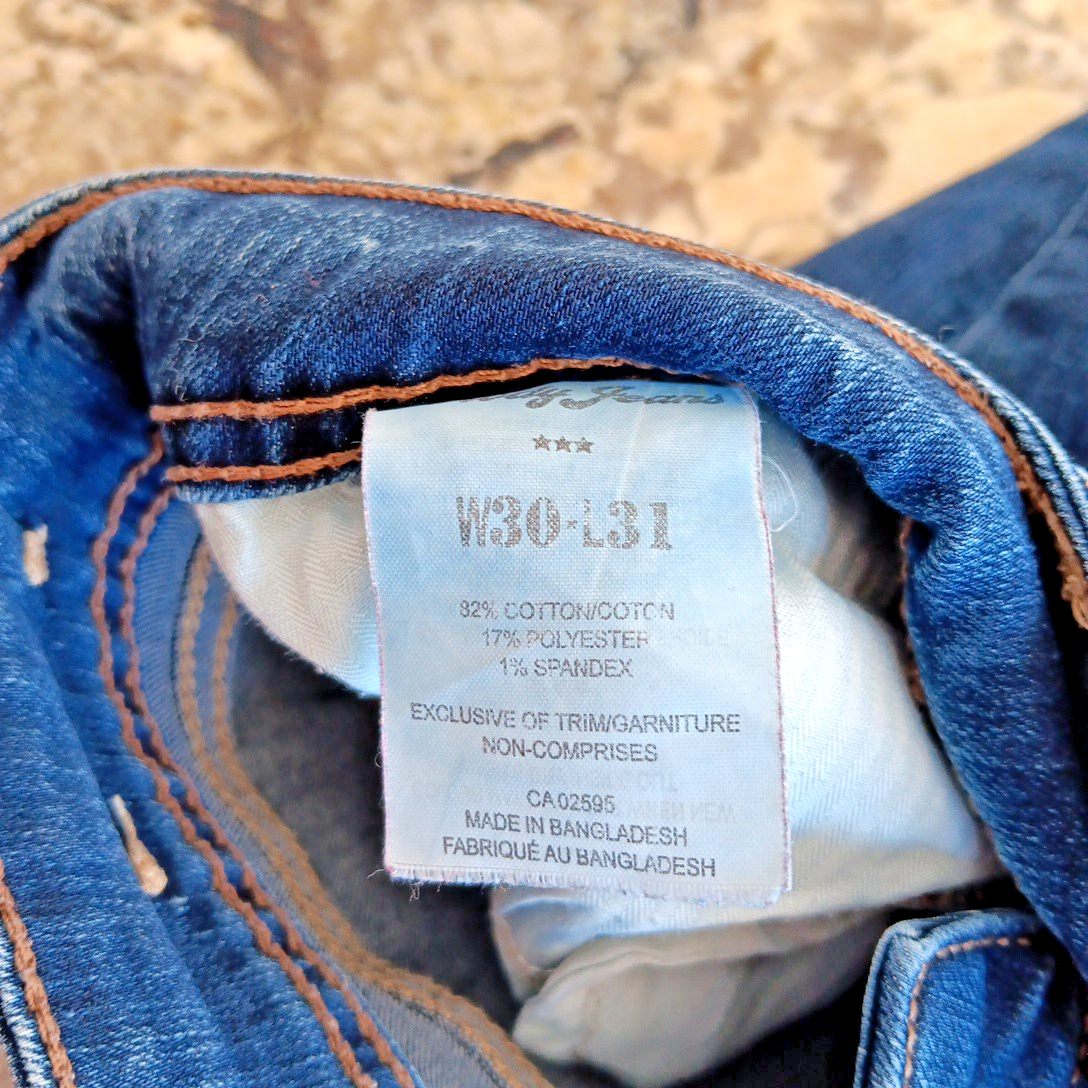 Jeans
W30·L31
82% COTTON/COTON
17% POLYESTER
1% SPANDEX
EXCLUSIVE OF TRIM/GARNITURE
NON-COMPRISES
CA 02595
MADE IN BANGLADESH
FABRIQUÉ AU BANGLADESH